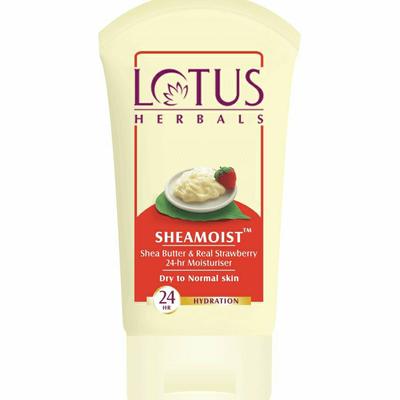 LOTUS
HERBALS
SHEAMOIST™
Shea Butter & Real Strawberry
24-hr Moisturiser
Dry to Normal skin
24
HR
HYDRATION